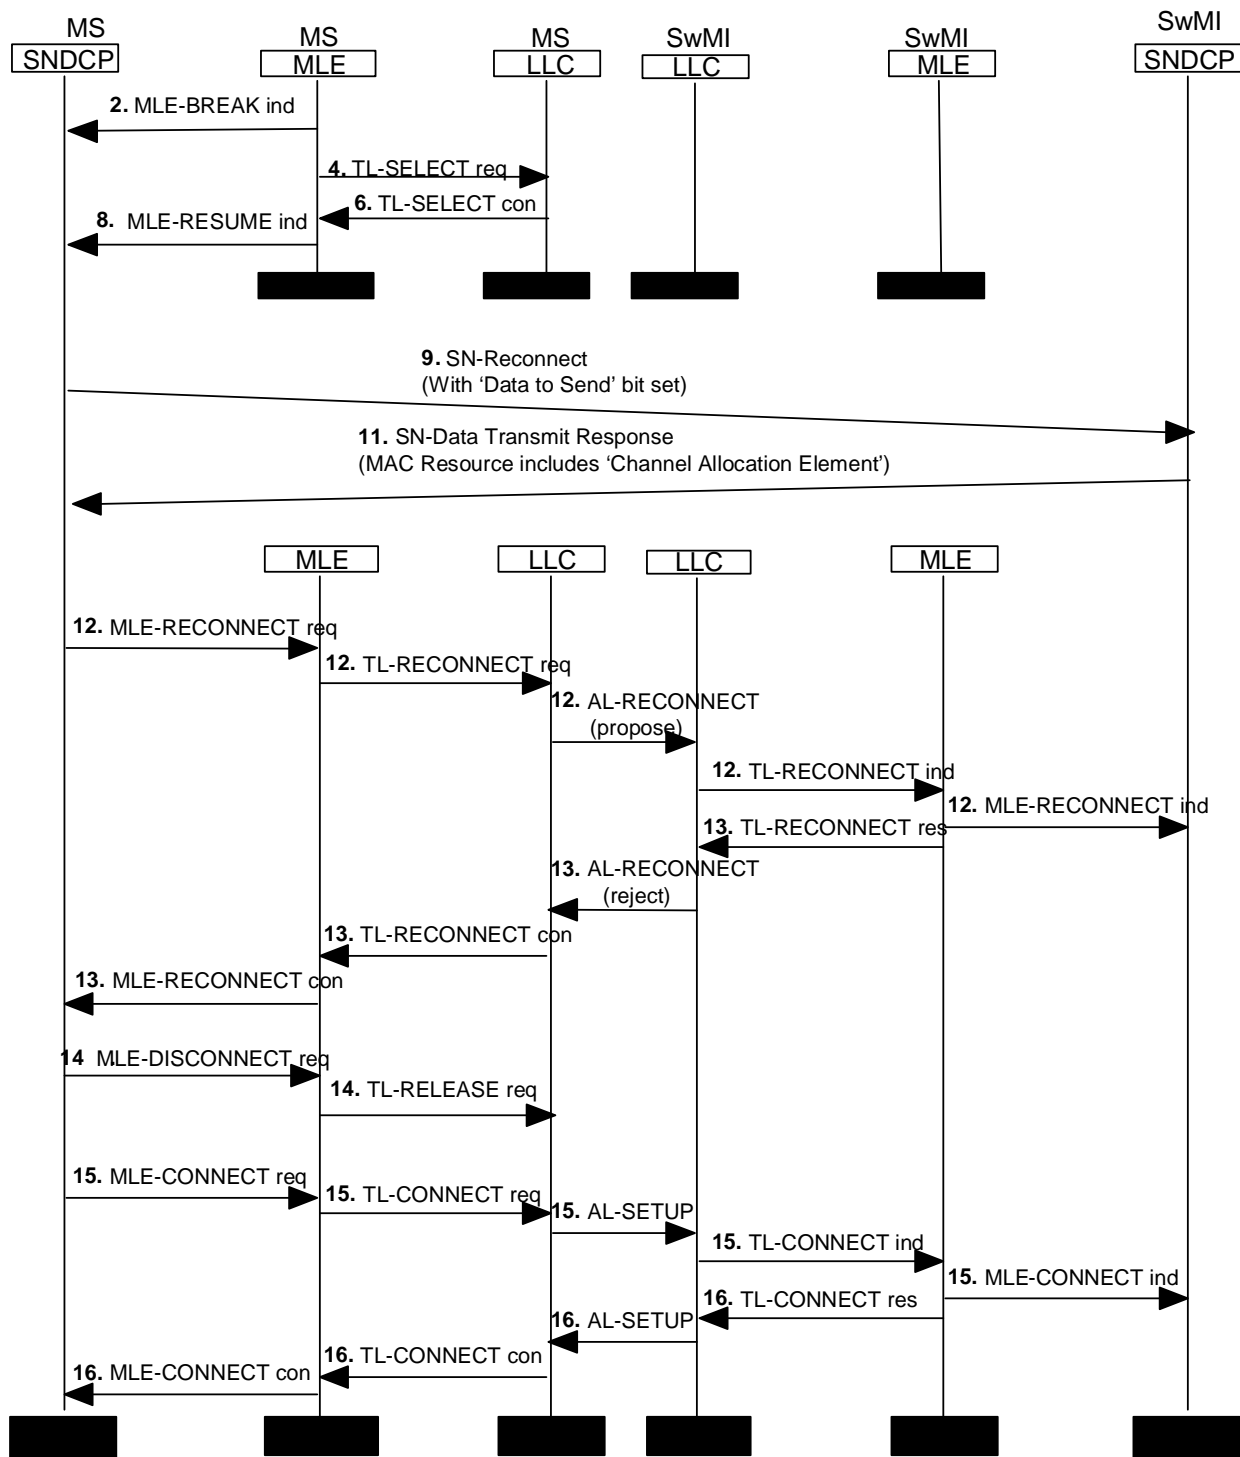 MS
MS
MS
SwMI
SwMI
SwMI
SNDCP
MLE
LLC
LLC
MLE
SNDCP
2. MLE-BREAK ind
4. TL-SELECT req
6. TL-SELECT con
8. MLE-RESUME ind
9. SN-Reconnect
(With ‘Data to Send’ bit set)
11. SN-Data Transmit Response
(MAC Resource includes ‘Channel Allocation Element’)
MLE
LLC
LLC
MLE
12. MLE-RECONNECT req
12. TL-RECONNECT req
12. AL-RECONNECT
(propose)
12. TL-RECONNECT ind
12. MLE-RECONNECT ind
13. TL-RECONNECT res
13. AL-RECONNECT
(reject)
13. TL-RECONNECT con
13. MLE-RECONNECT con
14. MLE-DISCONNECT req
14. TL-RELEASE req
15. MLE-CONNECT req
15. TL-CONNECT req
15. AL-SETUP
15. TL-CONNECT ind
15. MLE-CONNECT ind
16. TL-CONNECT res
16. AL-SETUP
16. TL-CONNECT con
16. MLE-CONNECT con